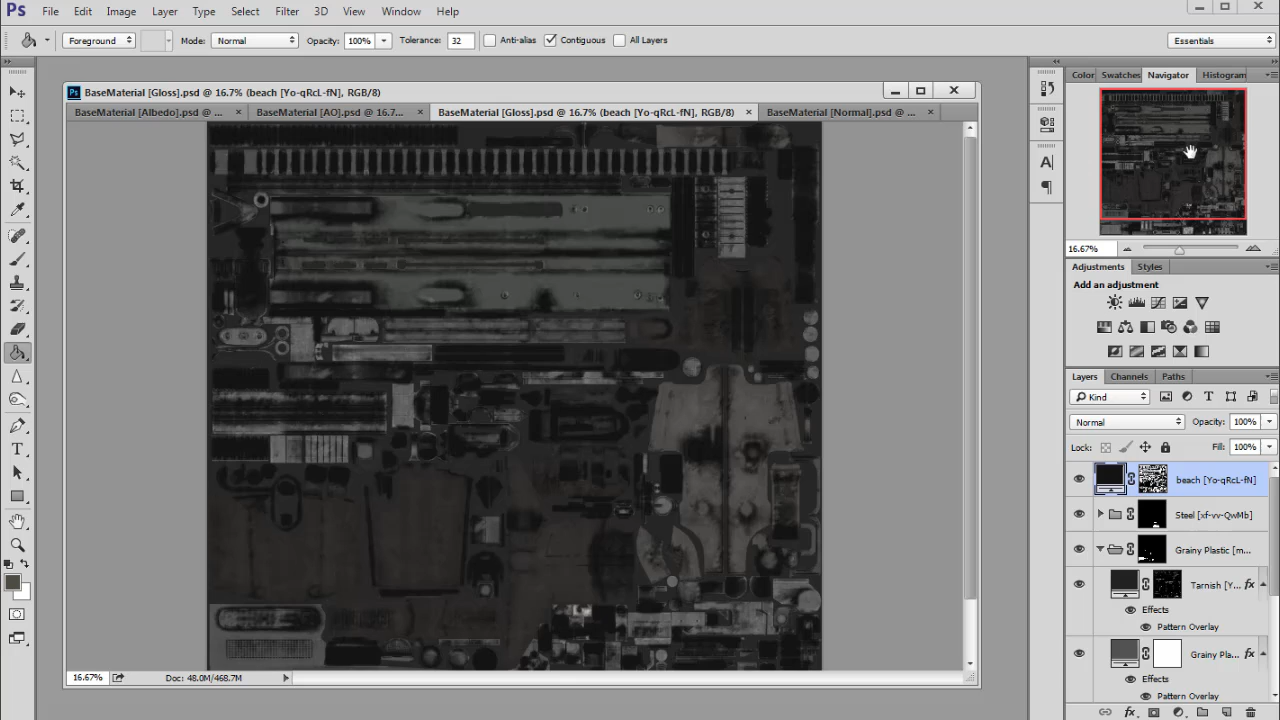 Ps File Edit Image Layer Type Select Filter 3D View Window Help
Foreground Mode: Normal Opacity: 100% Tolerance: 32 Anti-alias Contiguous All Layers Essentials
Color Swatches Navigator Histogram
BaseMaterial [Gloss].psd @ 16.7% (beach [Yo-qRcL-fN], RGB/8)
BaseMaterial [Albedo].psd @ ... BaseMaterial [AO].psd @ 16.7... BaseMaterial [Gloss].psd @ 16.7% (beach [Yo-qRcL-fN], RGB/8) BaseMaterial [Normal].psd @ ...
16.67%
Adjustments Styles
Add an adjustment
Layers Channels Paths
Kind
Normal Opacity: 100%
Lock: Fill: 100%
beach [Yo-qRcL-fN]
Steel [xf-vv-QwMb]
Grainy Plastic [m...
Tarnish [Y... fx
Effects
Pattern Overlay
Grainy Pla... fx
Effects
Pattern Overlay
16.67% Doc: 48.0M/468.7M